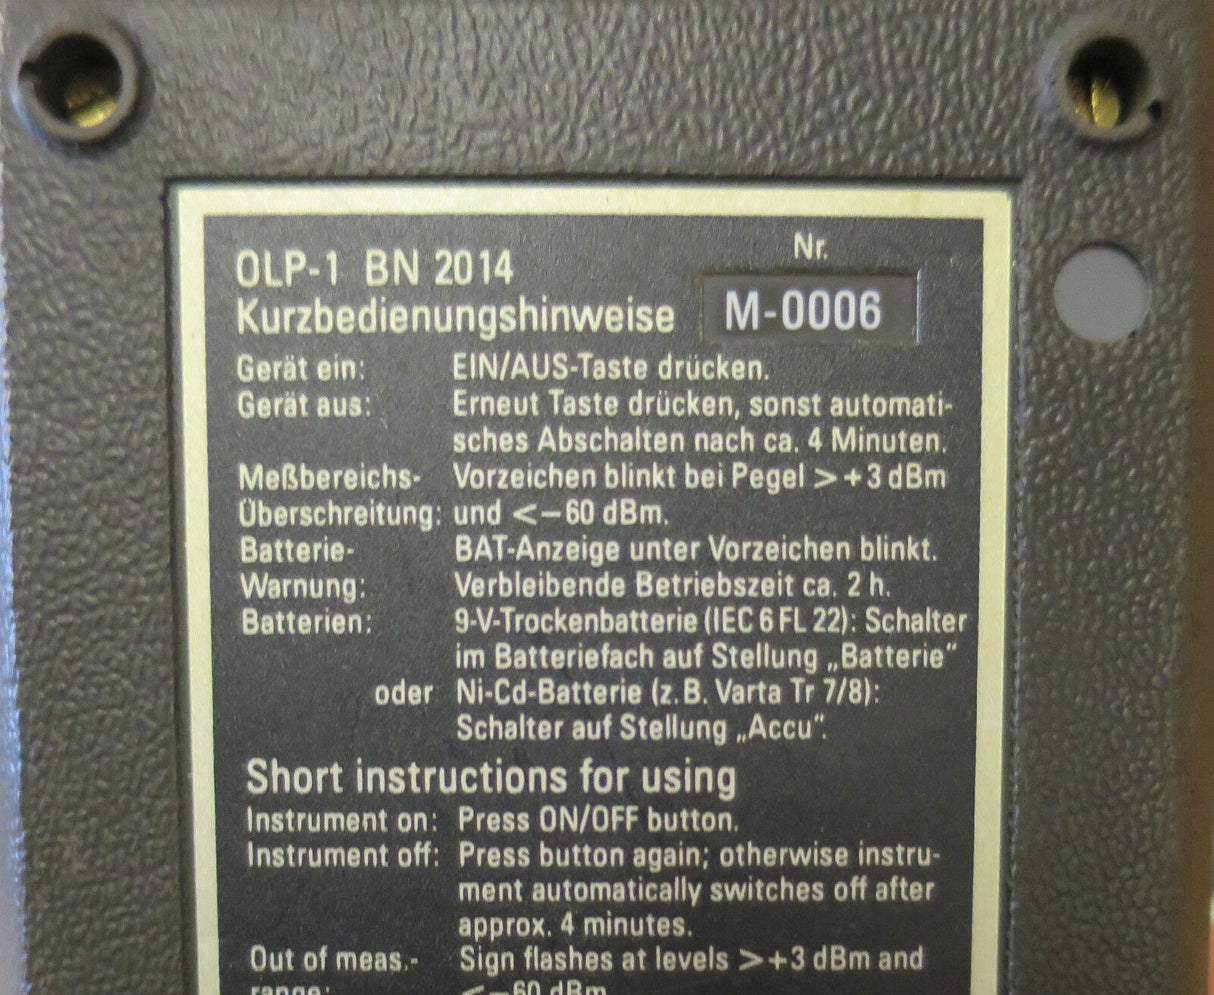 OLP-1 BN 2014
Nr.
M-0006
Kurzbedienungshinweise
Gerät ein: EIN/AUS-Taste drücken.
Gerät aus: Erneut Taste drücken, sonst automati-
sches Abschalten nach ca. 4 Minuten.
Meßbereichs- Vorzeichen blinkt bei Pegel > +3 dBm
Überschreitung: und < −60 dBm.
Batterie- BAT-Anzeige unter Vorzeichen blinkt.
Warnung: Verbleibende Betriebszeit ca. 2 h.
Batterien: 9-V-Trockenbatterie (IEC 6 FL 22): Schalter
im Batteriefach auf Stellung „Batterie“
oder Ni-Cd-Batterie (z. B. Varta Tr 7/8):
Schalter auf Stellung „Accu“.
Short instructions for using
Instrument on: Press ON/OFF button.
Instrument off: Press button again; otherwise instru-
ment automatically switches off after
approx. 4 minutes.
Out of meas.- Sign flashes at levels > +3 dBm and
range: < −60 dBm